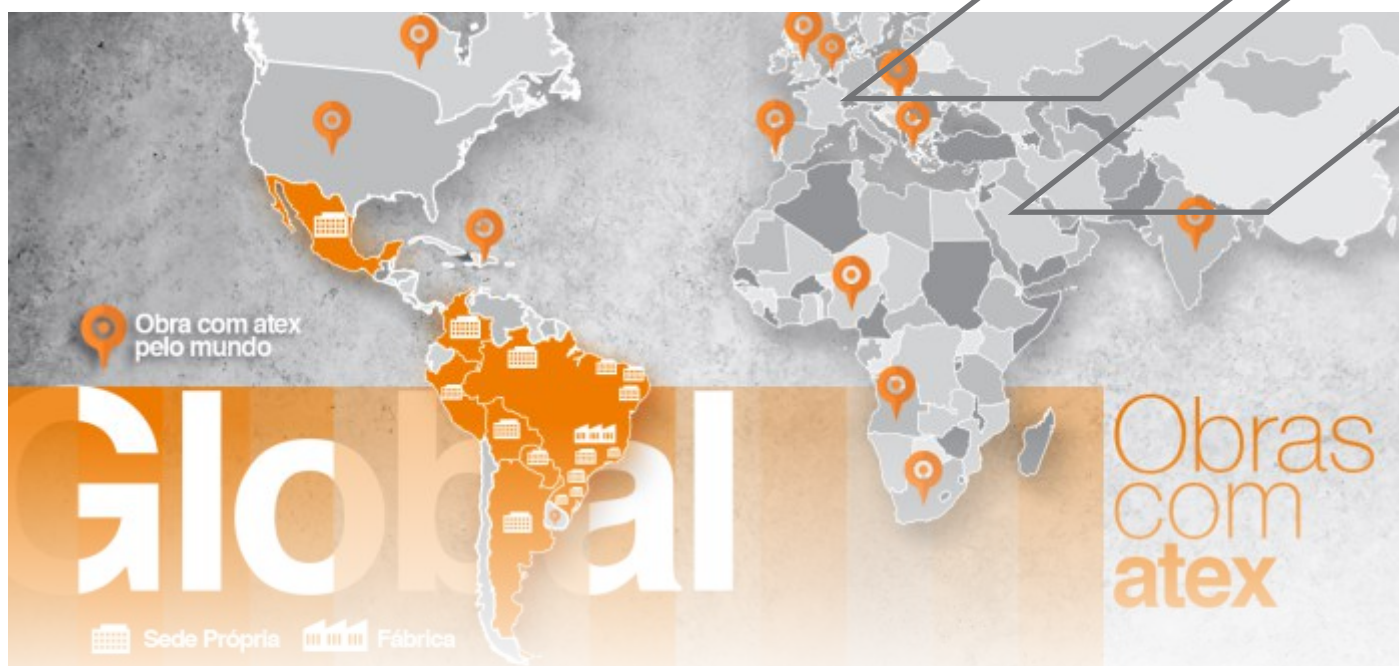 Obra com atex
pelo mundo
Global
Obras
com
atex
Sede Própria
Fábrica